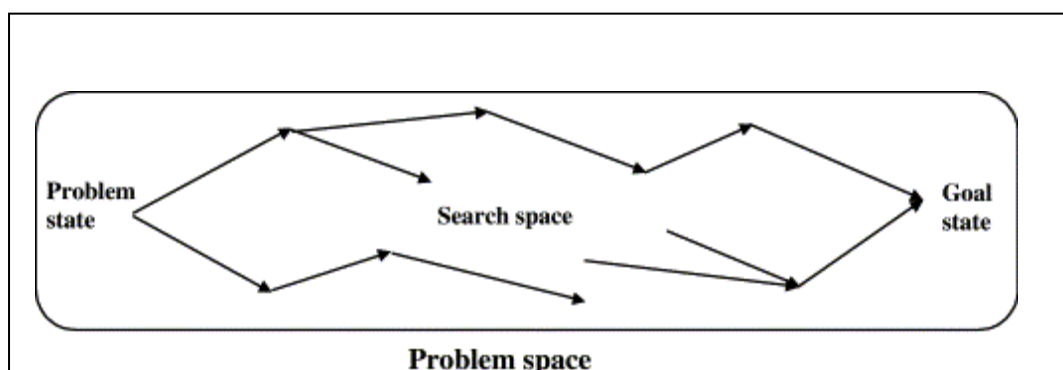 Problem
state
Search space
Goal
state
Problem space